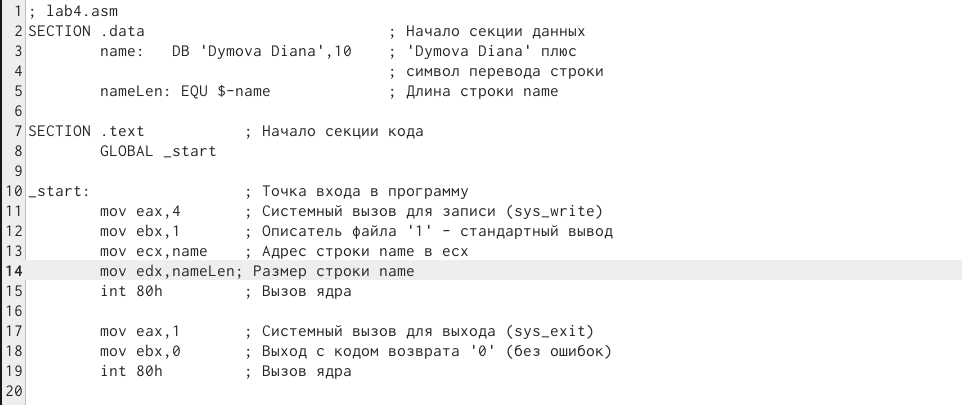 1 ; lab4.asm
2 SECTION .data ; Начало секции данных
3 name: DB 'Dymova Diana',10 ; 'Dymova Diana' плюс
4 ; символ перевода строки
5 nameLen: EQU $-name ; Длина строки name
6
7 SECTION .text ; Начало секции кода
8 GLOBAL _start
9
10 _start: ; Точка входа в программу
11 mov eax,4 ; Системный вызов для записи (sys_write)
12 mov ebx,1 ; Описатель файла '1' - стандартный вывод
13 mov ecx,name ; Адрес строки name в ecx
14 mov edx,nameLen; Размер строки name
15 int 80h ; Вызов ядра
16
17 mov eax,1 ; Системный вызов для выхода (sys_exit)
18 mov ebx,0 ; Выход с кодом возврата '0' (без ошибок)
19 int 80h ; Вызов ядра
20